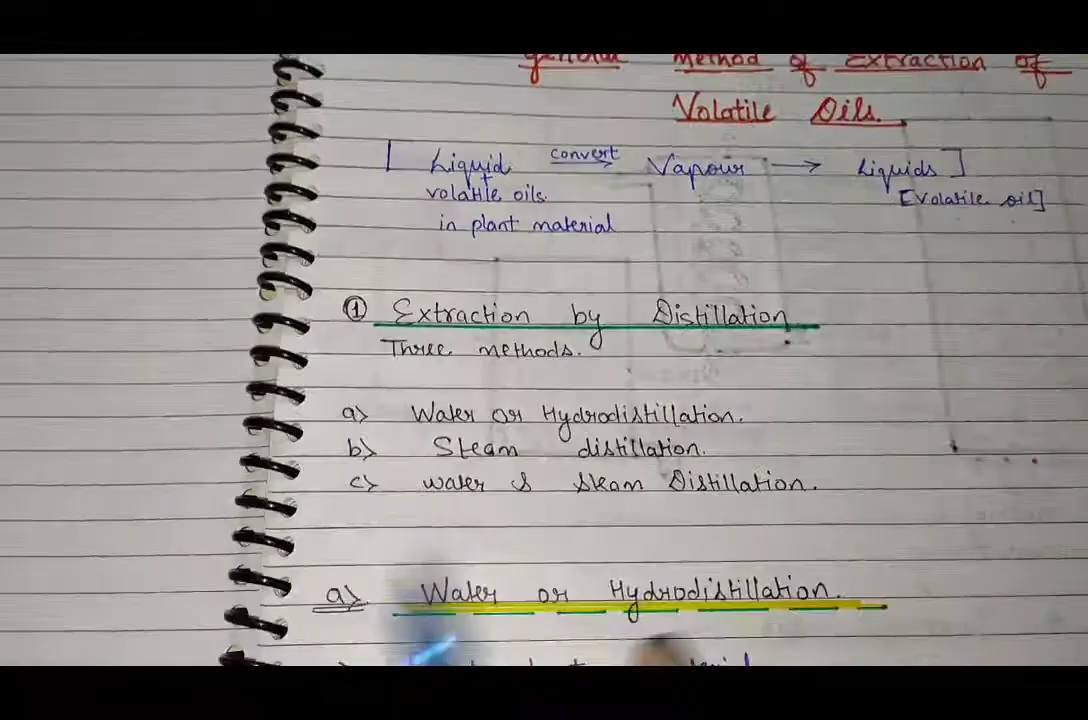 General Method of Extraction of
Volatile Oils.
[ Liquid convert → Vapour → Liquids ]
+ volatile oils. [Volatile oil]
in plant material
① Extraction by Distillation
Three methods.
a> Water or Hydrodistillation.
b> Steam distillation.
c> water & steam Distillation.
a> Water or Hydrodistillation.